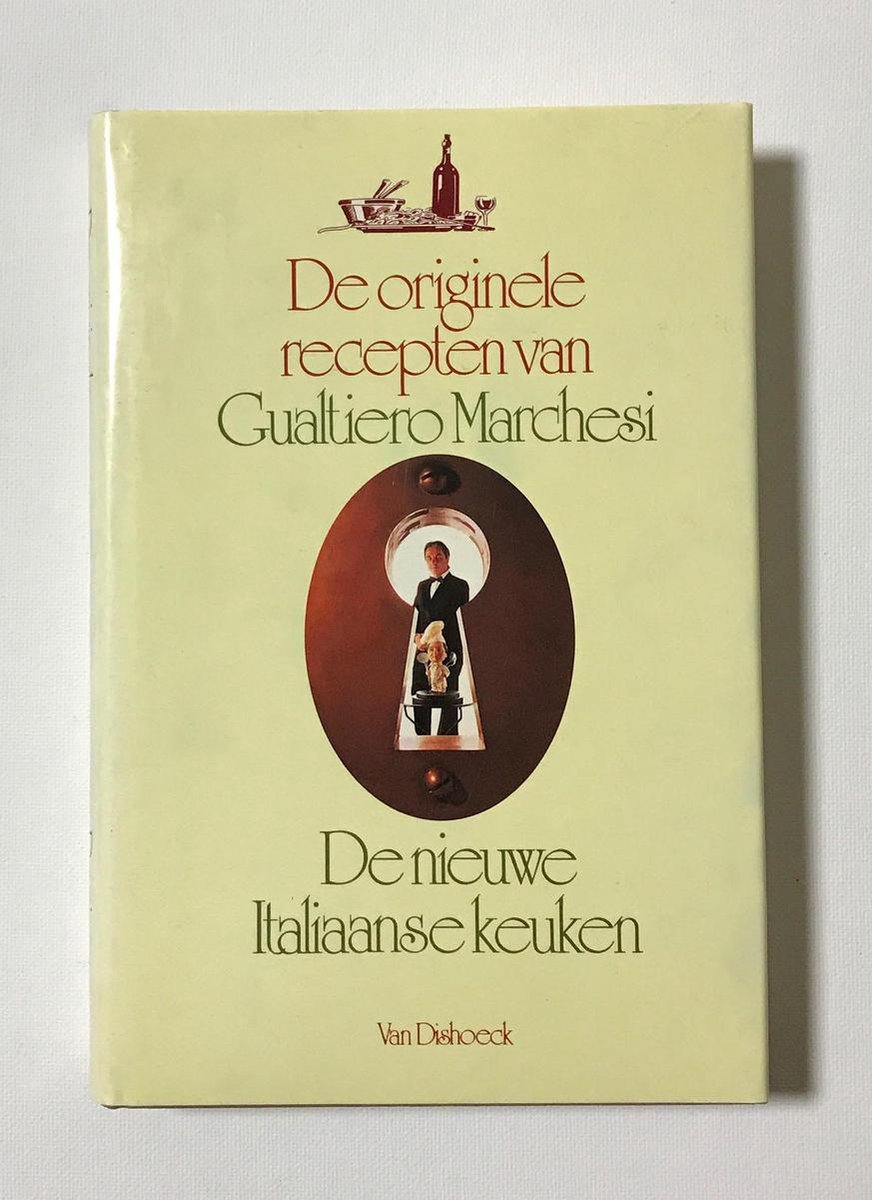 De originele
recepten van
Gualtiero Marchesi
De nieuwe
Italiaanse keuken
Van Dishoeck